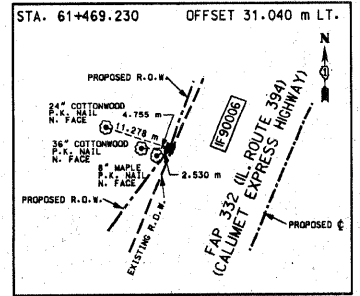 STA. 61+469.230 OFFSET 31.040 m LT.
N
1
PROPOSED R.O.W.
24" COTTONWOOD
P.K. NAIL
N. FACE
4.755 m
11.278 m
36" COTTONWOOD
P.K. NAIL
N. FACE
8" MAPLE
P.K. NAIL
N. FACE
2.530 m
PROPOSED R.O.W.
EXISTING R.O.W.
IF90006
FAP 332 (IL. ROUTE 394)
(CALUMET EXPRESS HIGHWAY)
PROPOSED ℄